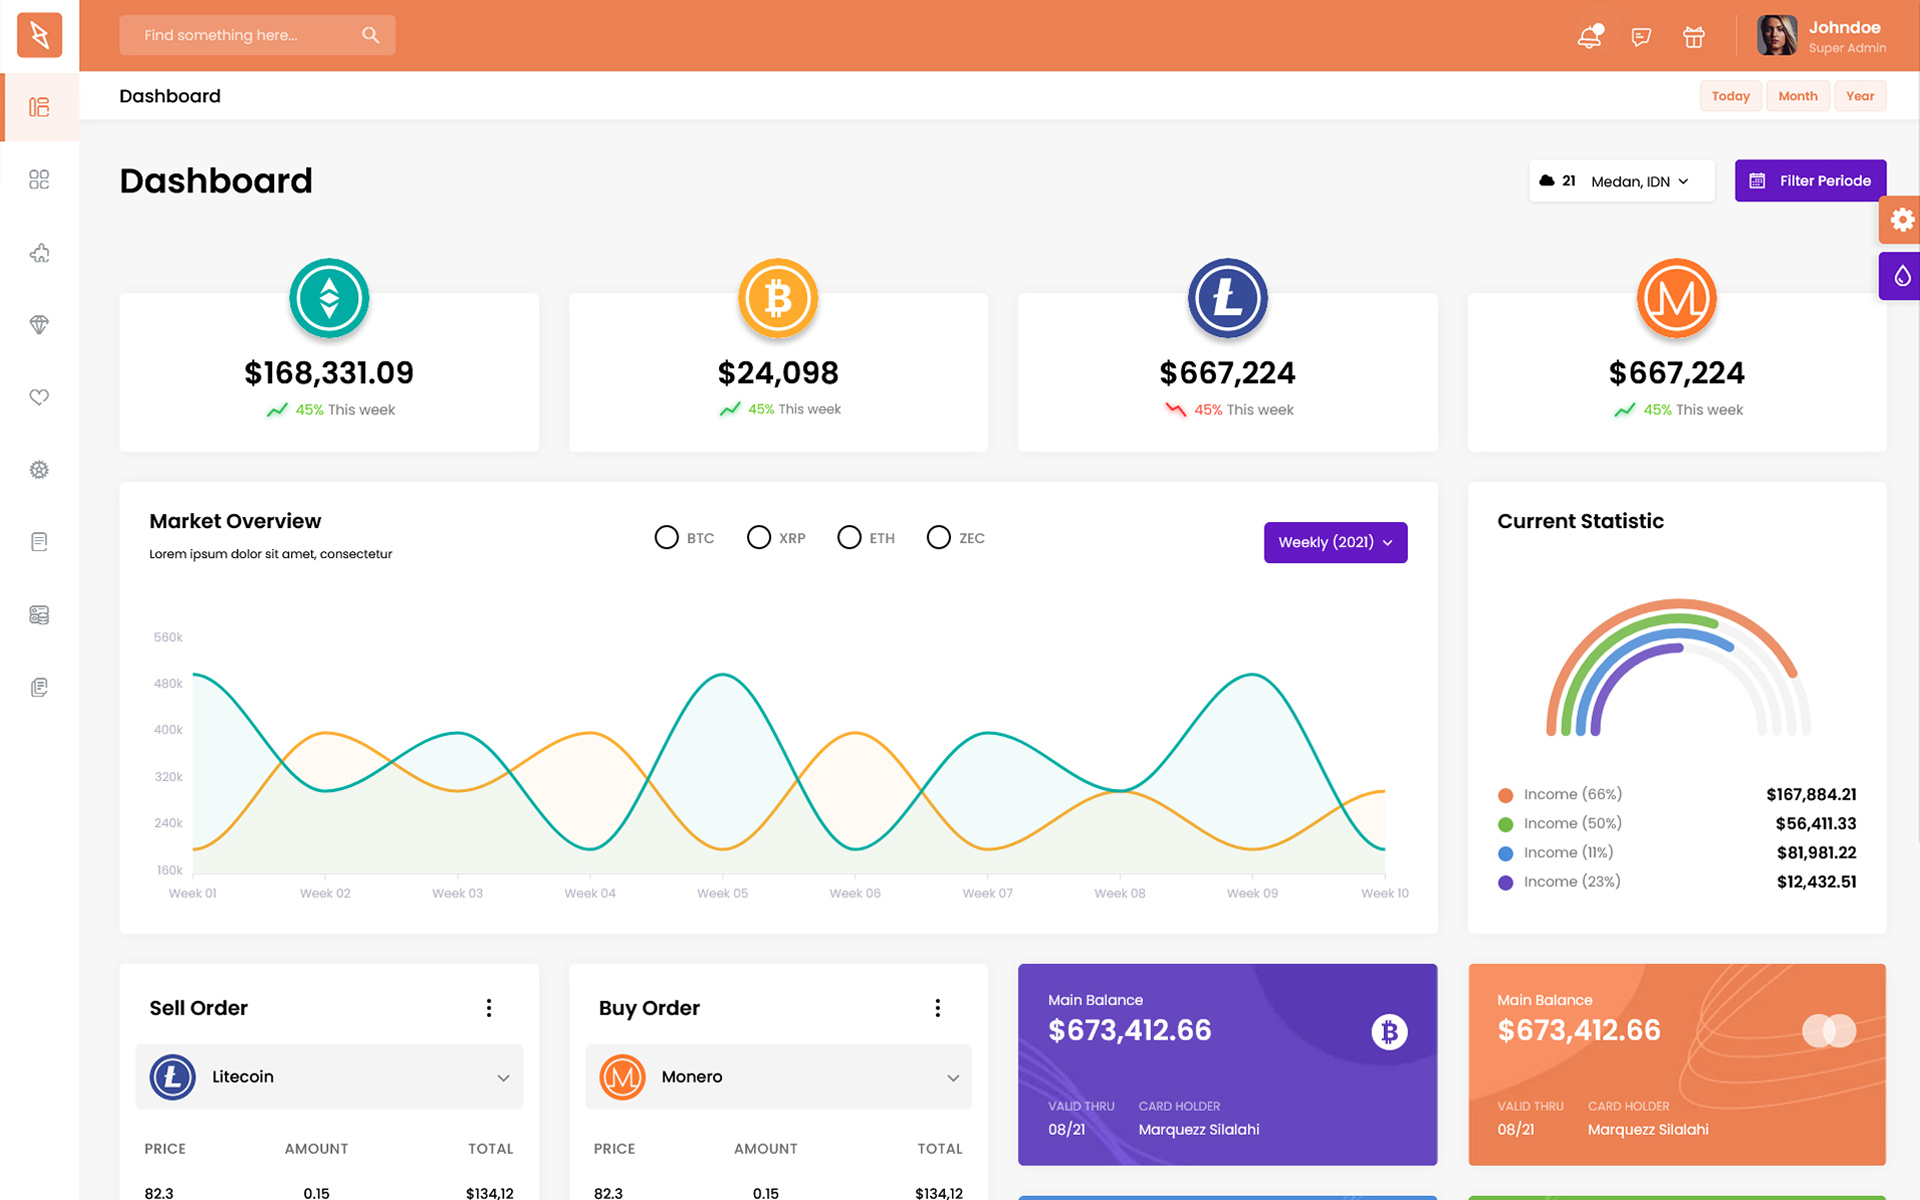 Find something here...
Johndoe
Super Admin
Dashboard
Today Month Year
Dashboard
21 Medan, IDN
Filter Periode
$168,331.09
45% This week
$24,098
45% This week
$667,224
45% This week
$667,224
45% This week
Market Overview
Lorem ipsum dolor sit amet, consectetur
BTC XRP ETH ZEC
Weekly (2021)
560k
480k
400k
320k
240k
160k
Week 01 Week 02 Week 03 Week 04 Week 05 Week 06 Week 07 Week 08 Week 09 Week 10
Current Statistic
Income (66%) $167,884.21
Income (50%) $56,411.33
Income (11%) $81,981.22
Income (23%) $12,432.51
Sell Order
Litecoin
PRICE AMOUNT TOTAL
82.3 0.15 $134,12
Buy Order
Monero
PRICE AMOUNT TOTAL
82.3 0.15 $134,12
Main Balance
$673,412.66
VALID THRU CARD HOLDER
08/21 Marquezz Silalahi
Main Balance
$673,412.66
VALID THRU CARD HOLDER
08/21 Marquezz Silalahi